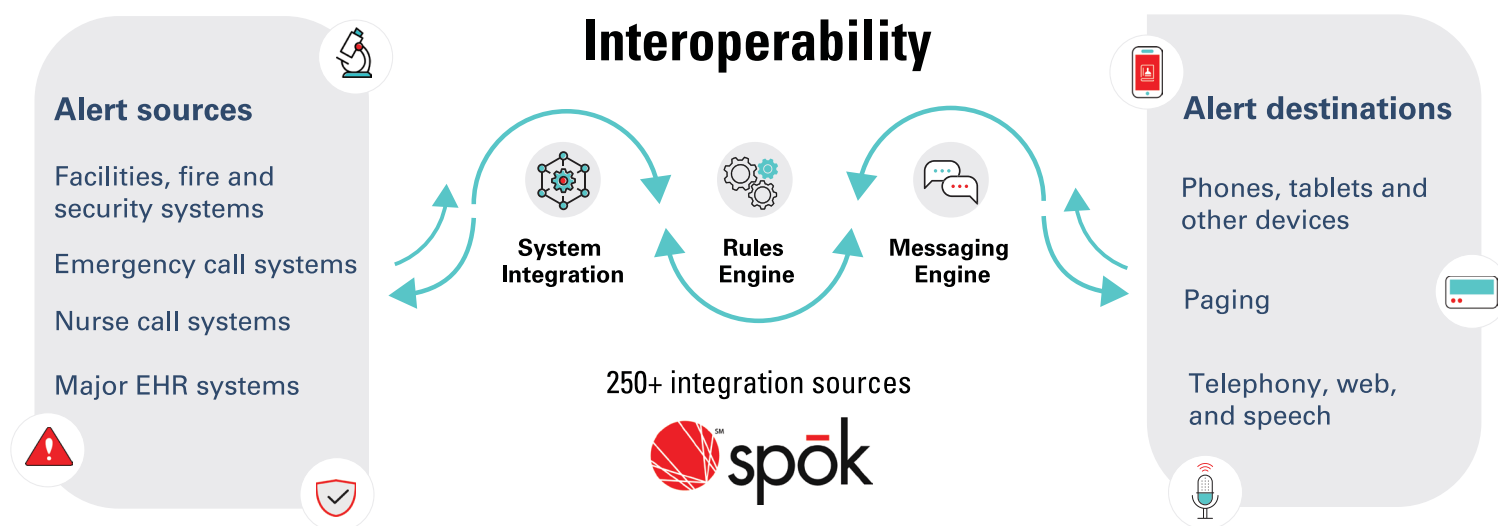 Interoperability
Alert sources
Facilities, fire and
security systems
Emergency call systems
Nurse call systems
Major EHR systems
System
Integration
Rules
Engine
Messaging
Engine
250+ integration sources
SM
spōk
Alert destinations
Phones, tablets and
other devices
Paging
Telephony, web,
and speech